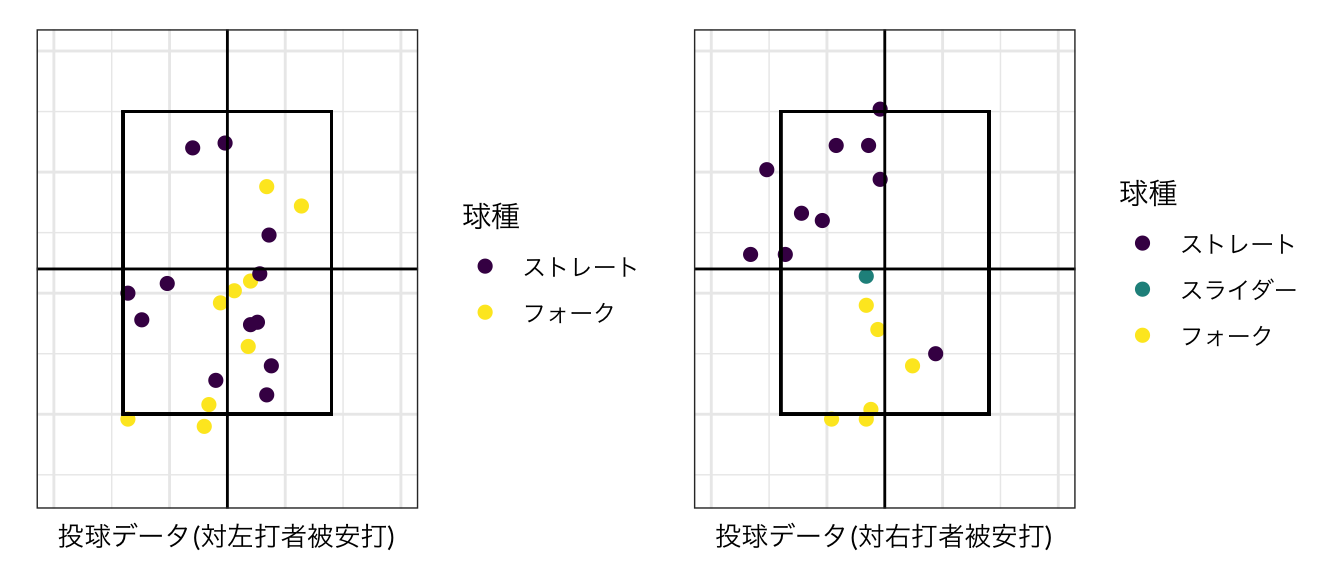 球種
ストレート
フォーク
投球データ(対左打者被安打)
球種
ストレート
スライダー
フォーク
投球データ(対右打者被安打)